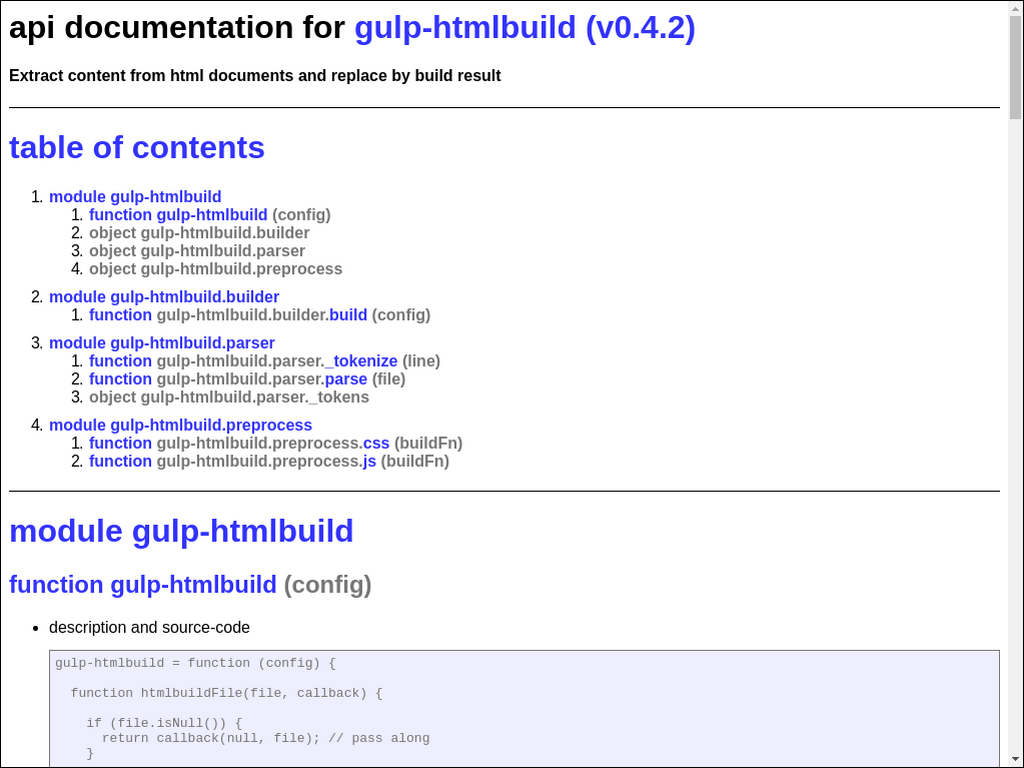 api documentation for gulp-htmlbuild (v0.4.2)
Extract content from html documents and replace by build result
table of contents
1. module gulp-htmlbuild
1. function gulp-htmlbuild (config)
2. object gulp-htmlbuild.builder
3. object gulp-htmlbuild.parser
4. object gulp-htmlbuild.preprocess
2. module gulp-htmlbuild.builder
1. function gulp-htmlbuild.builder.build (config)
3. module gulp-htmlbuild.parser
1. function gulp-htmlbuild.parser._tokenize (line)
2. function gulp-htmlbuild.parser.parse (file)
3. object gulp-htmlbuild.parser._tokens
4. module gulp-htmlbuild.preprocess
1. function gulp-htmlbuild.preprocess.css (buildFn)
2. function gulp-htmlbuild.preprocess.js (buildFn)
module gulp-htmlbuild
function gulp-htmlbuild (config)
• description and source-code
gulp-htmlbuild = function (config) {
function htmlbuildFile(file, callback) {
if (file.isNull()) {
return callback(null, file); // pass along
}